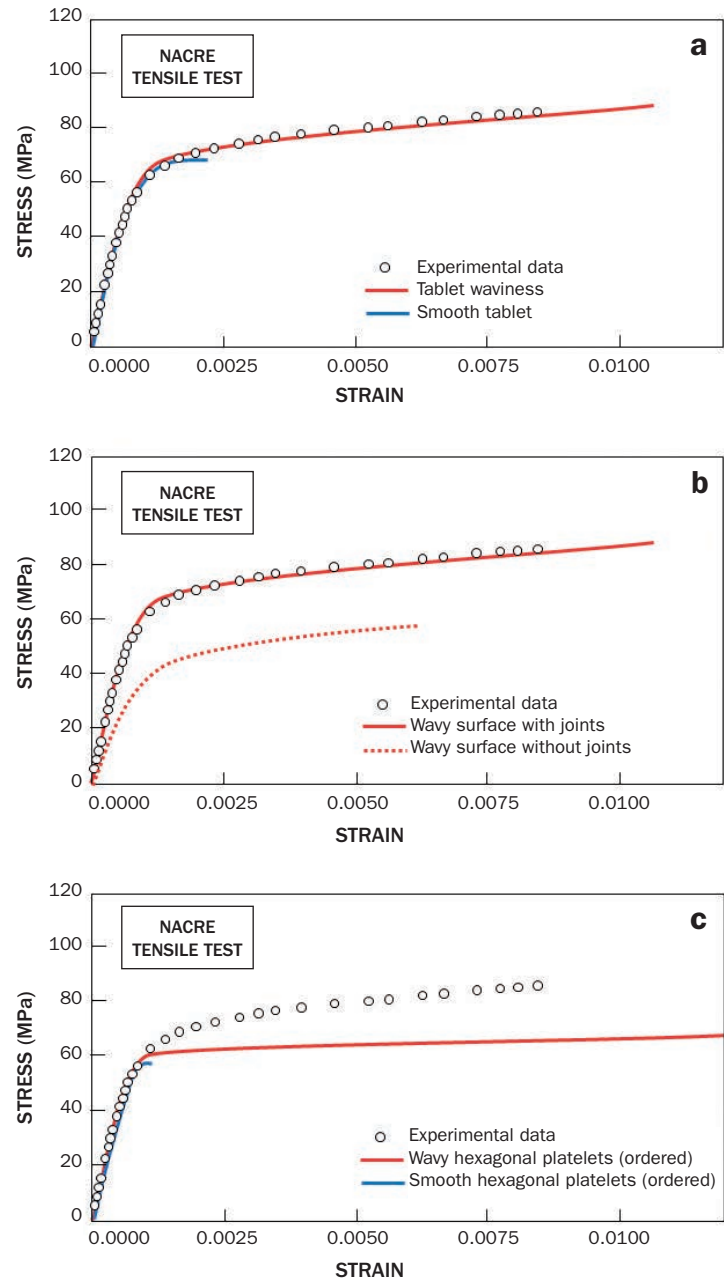 120
100
80
60
40
20
0
STRESS (MPa)
NACRE
TENSILE TEST
a
Experimental data
Tablet waviness
Smooth tablet
0.0000 0.0025 0.0050 0.0075 0.0100
STRAIN
120
100
80
60
40
20
0
STRESS (MPa)
NACRE
TENSILE TEST
b
Experimental data
Wavy surface with joints
Wavy surface without joints
0.0000 0.0025 0.0050 0.0075 0.0100
STRAIN
120
100
80
60
40
20
0
STRESS (MPa)
NACRE
TENSILE TEST
c
Experimental data
Wavy hexagonal platelets (ordered)
Smooth hexagonal platelets (ordered)
0.0000 0.0025 0.0050 0.0075 0.0100
STRAIN